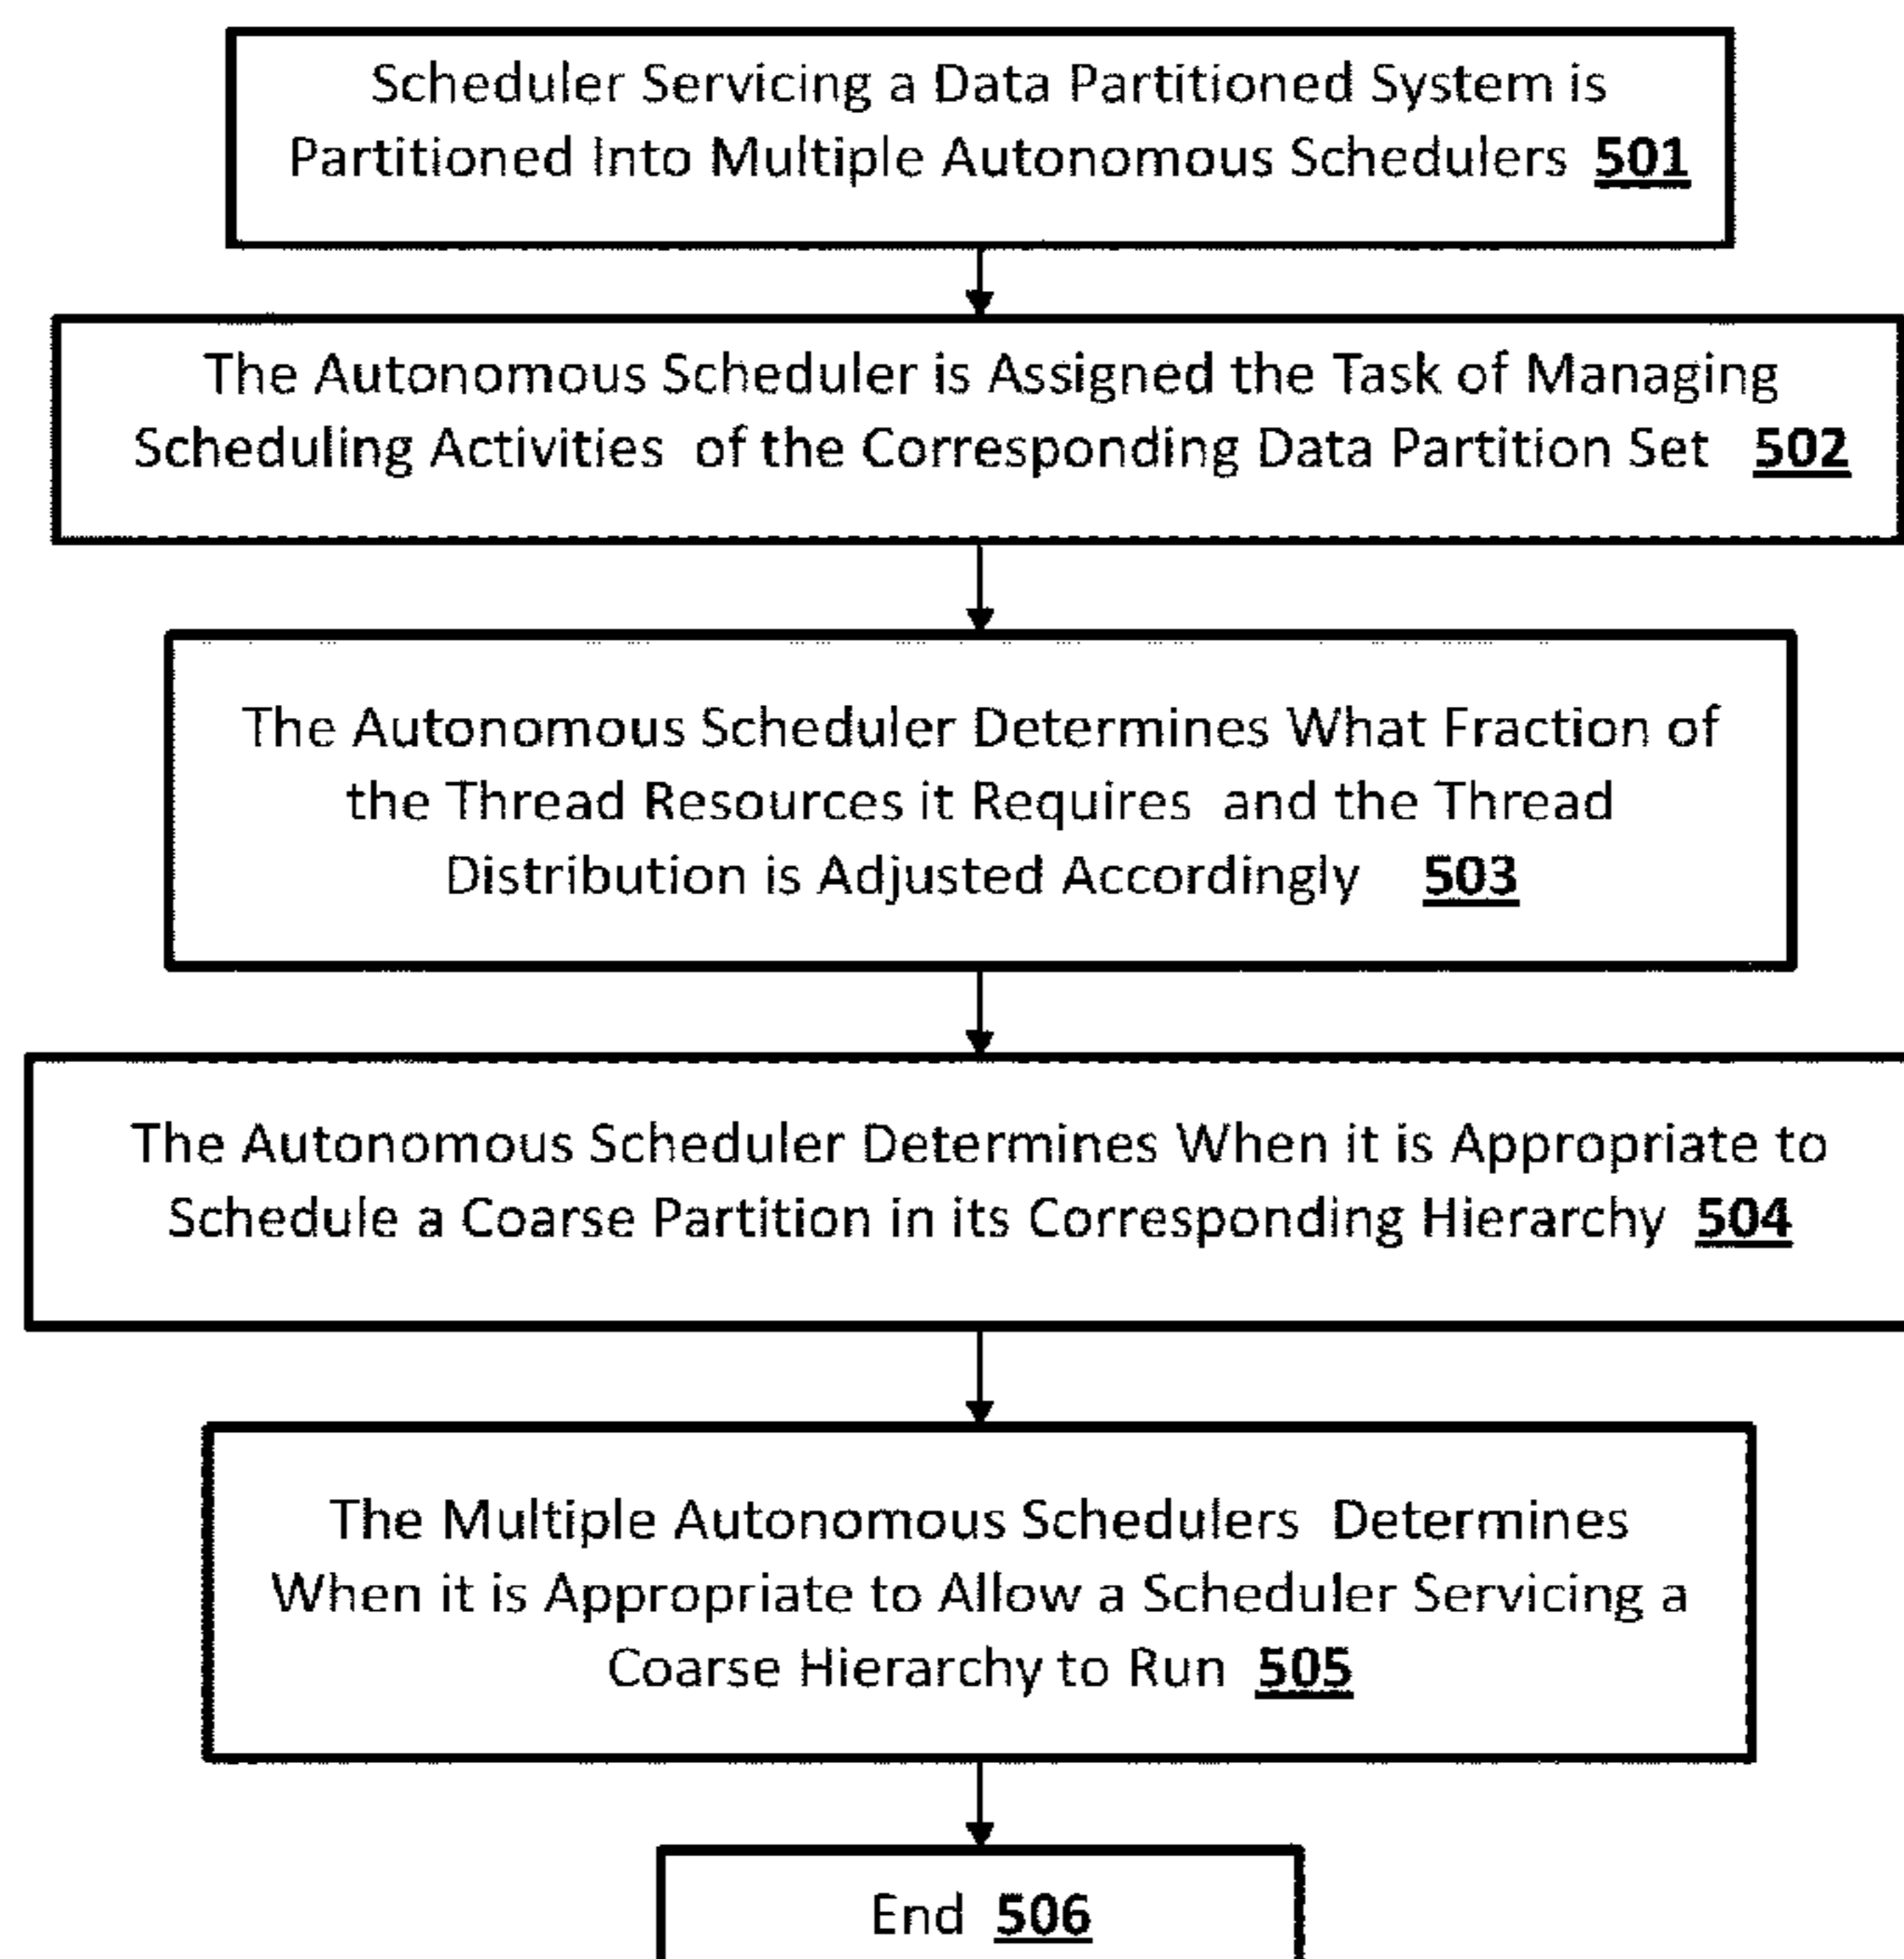 Scheduler Servicing a Data Partitioned System is
Partitioned Into Multiple Autonomous Schedulers 501
The Autonomous Scheduler is Assigned the Task of Managing
Scheduling Activities of the Corresponding Data Partition Set 502
The Autonomous Scheduler Determines What Fraction of
the Thread Resources it Requires and the Thread
Distribution is Adjusted Accordingly 503
The Autonomous Scheduler Determines When it is Appropriate to
Schedule a Coarse Partition in its Corresponding Hierarchy 504
The Multiple Autonomous Schedulers Determines
When it is Appropriate to Allow a Scheduler Servicing a
Coarse Hierarchy to Run 505
End 506